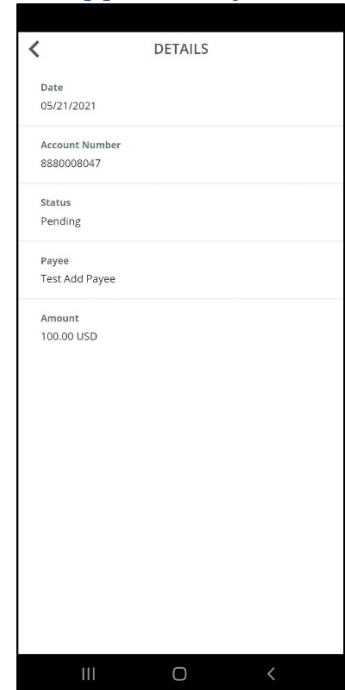 DETAILS
Date
05/21/2021
Account Number
8880008047
Status
Pending
Payee
Test Add Payee
Amount
100.00 USD